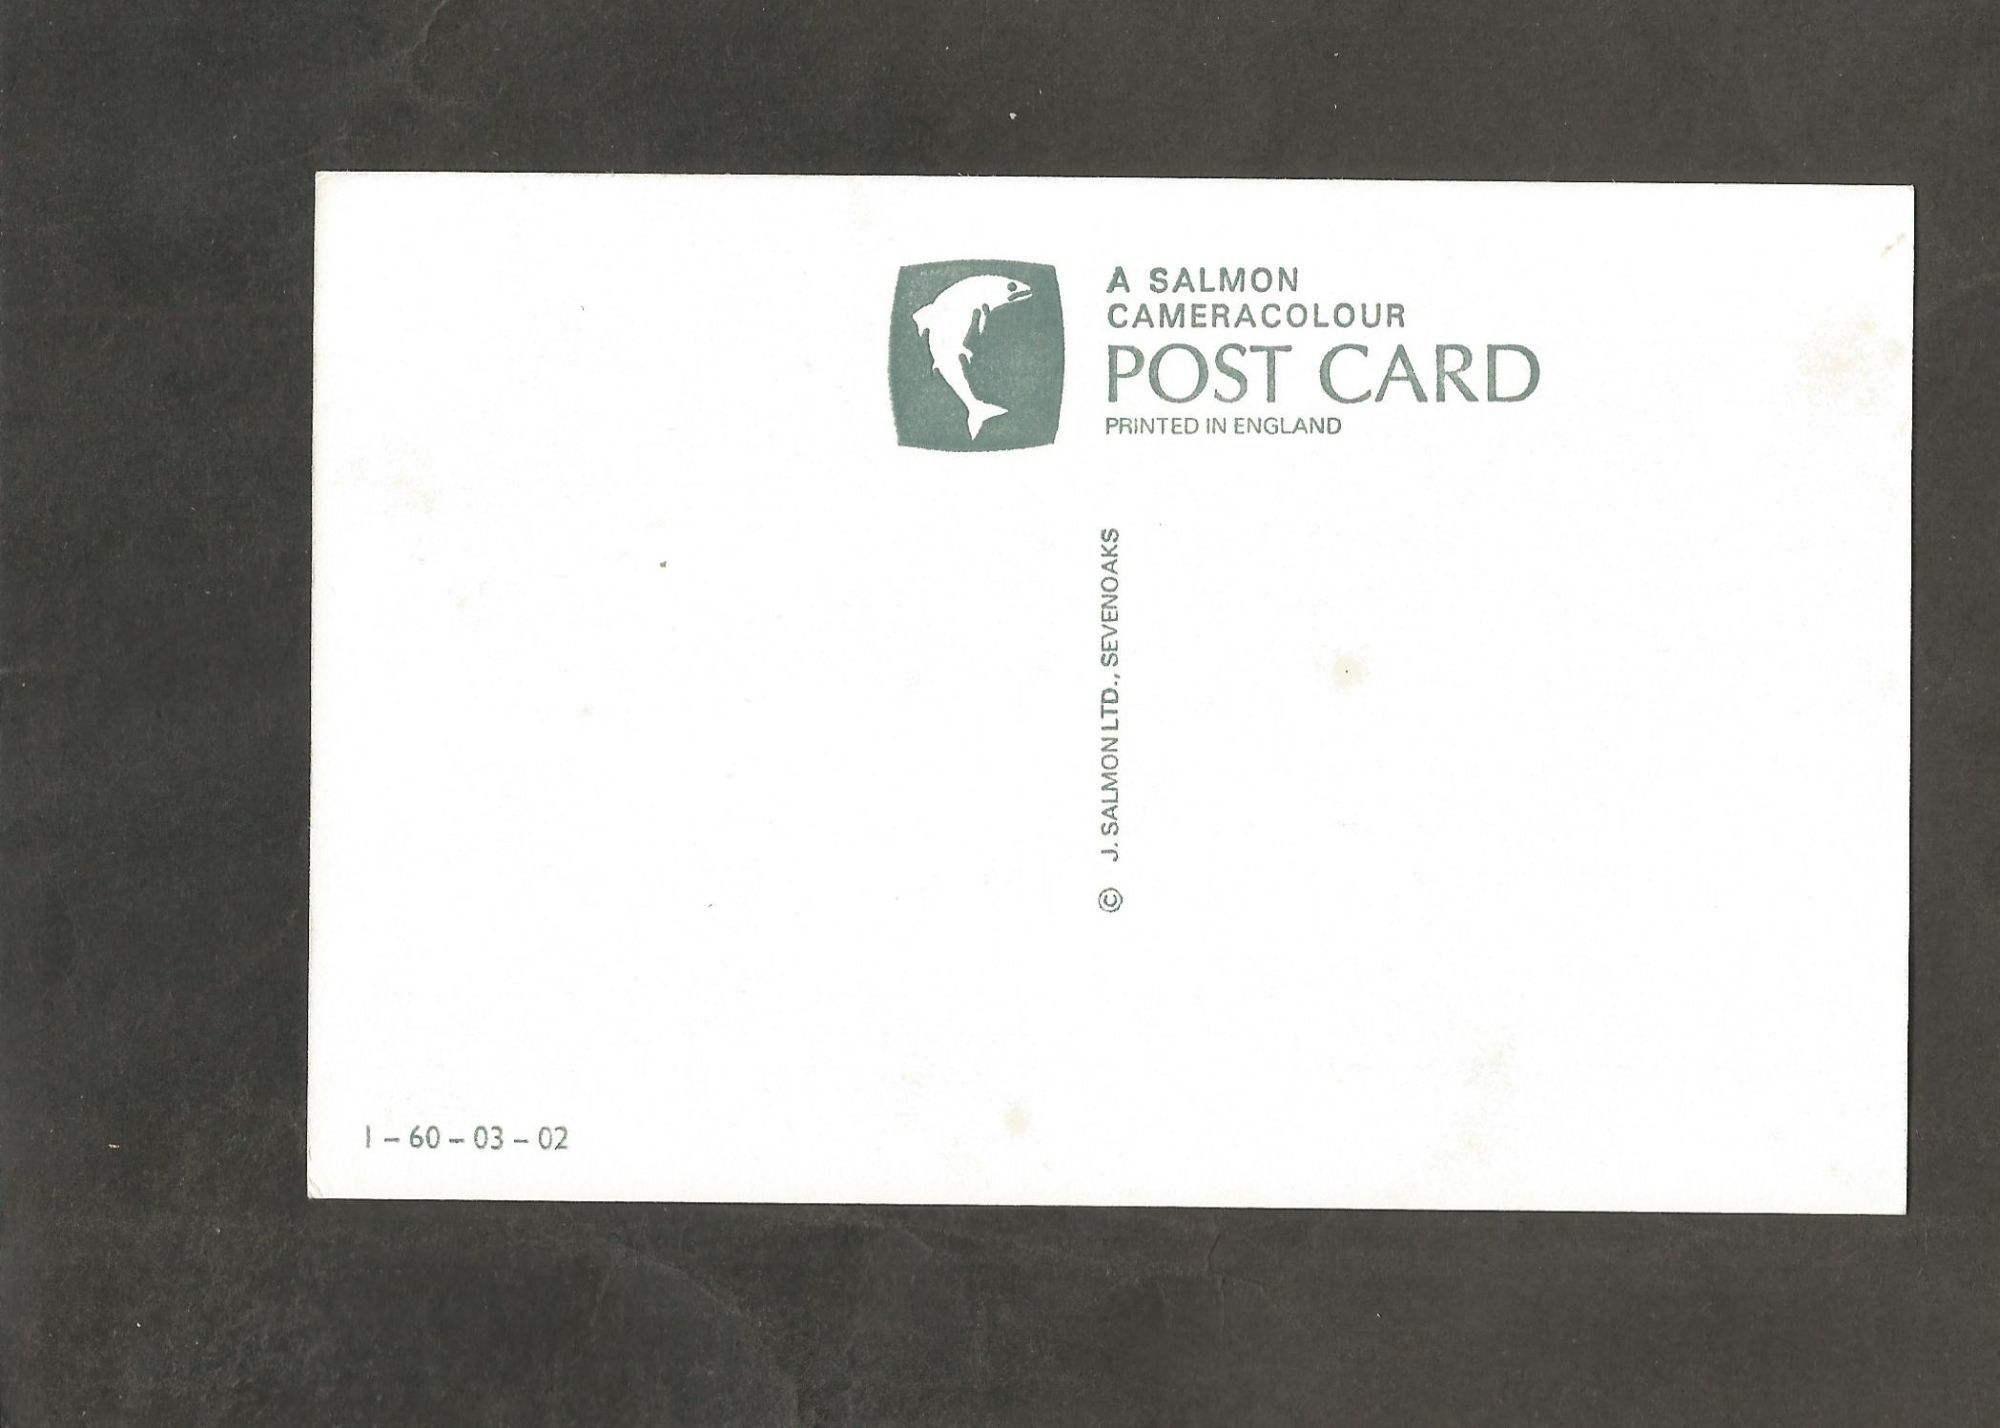 A SALMON
CAMERACOLOUR
POST CARD
PRINTED IN ENGLAND
© J. SALMON LTD., SEVENOAKS
1 – 60 – 03 – 02